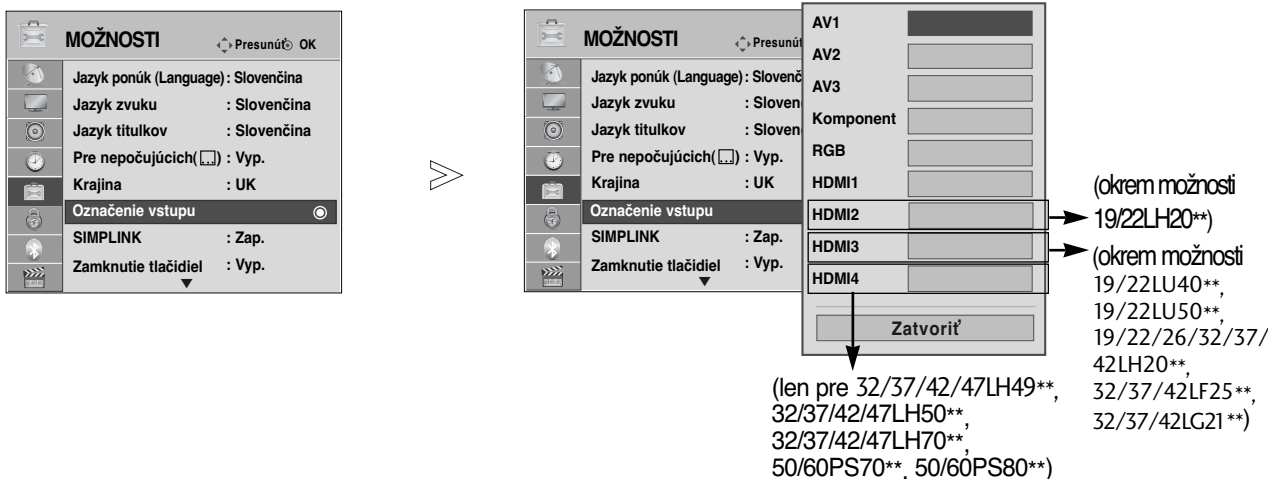 MOŽNOSTI
Presunúť OK
Jazyk ponúk (Language) : Slovenčina
Jazyk zvuku : Slovenčina
Jazyk titulkov : Slovenčina
Pre nepočujúcich( ) : Vyp.
Krajina : UK
Označenie vstupu
SIMPLINK : Zap.
Zamknutie tlačidiel : Vyp.
MOŽNOSTI
Presunúť
Jazyk ponúk (Language) : Slovenč
Jazyk zvuku : Sloven
Jazyk titulkov : Sloven
Pre nepočujúcich( ) : Vyp.
Krajina : UK
Označenie vstupu
SIMPLINK : Zap.
Zamknutie tlačidiel : Vyp.
AV1
AV2
AV3
Komponent
RGB
HDMI1
HDMI2
HDMI3
HDMI4
Zatvoriť
(okrem možnosti
19/22LH20**)
(okrem možnosti
19/22LU40**,
19/22LU50**,
19/22/26/32/37/
42LH20**,
32/37/42LF25**,
32/37/42LG21**)
(len pre 32/37/42/47LH49**,
32/37/42/47LH50**,
32/37/42/47LH70**,
50/60PS70**, 50/60PS80**)